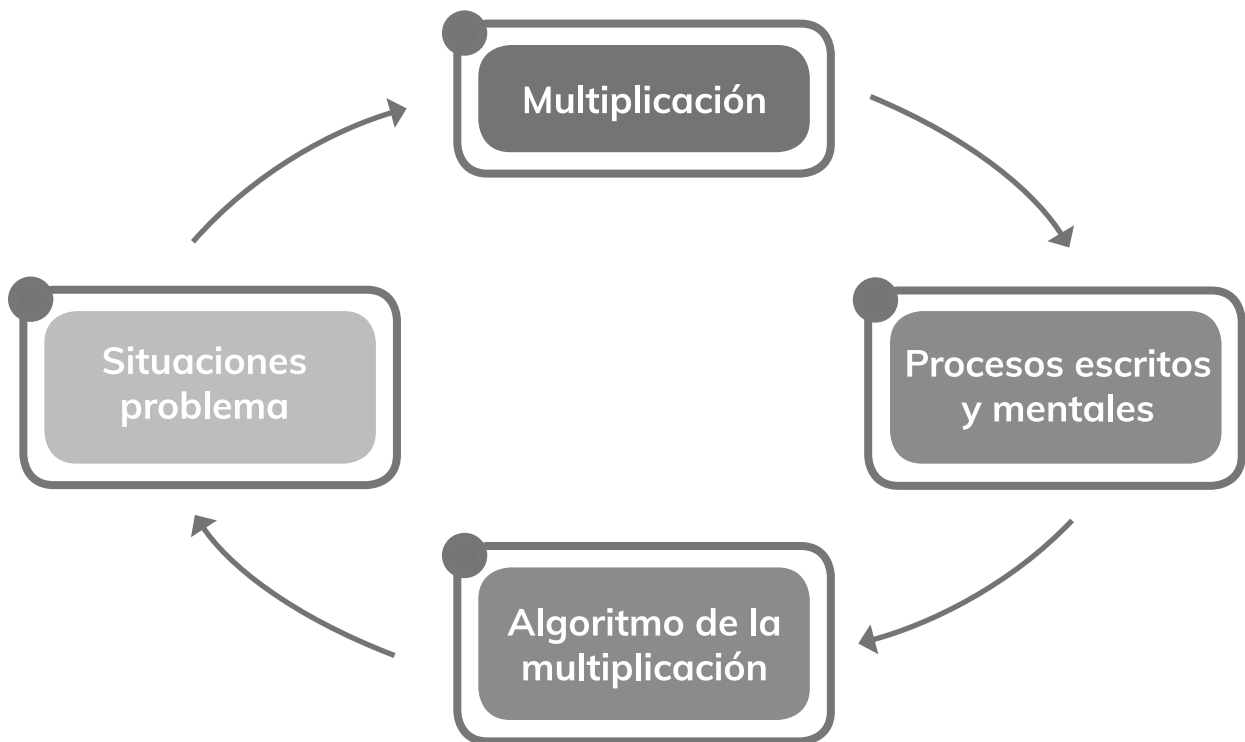 Multiplicación
Procesos escritos
y mentales
Algoritmo de la
multiplicación
Situaciones
problema